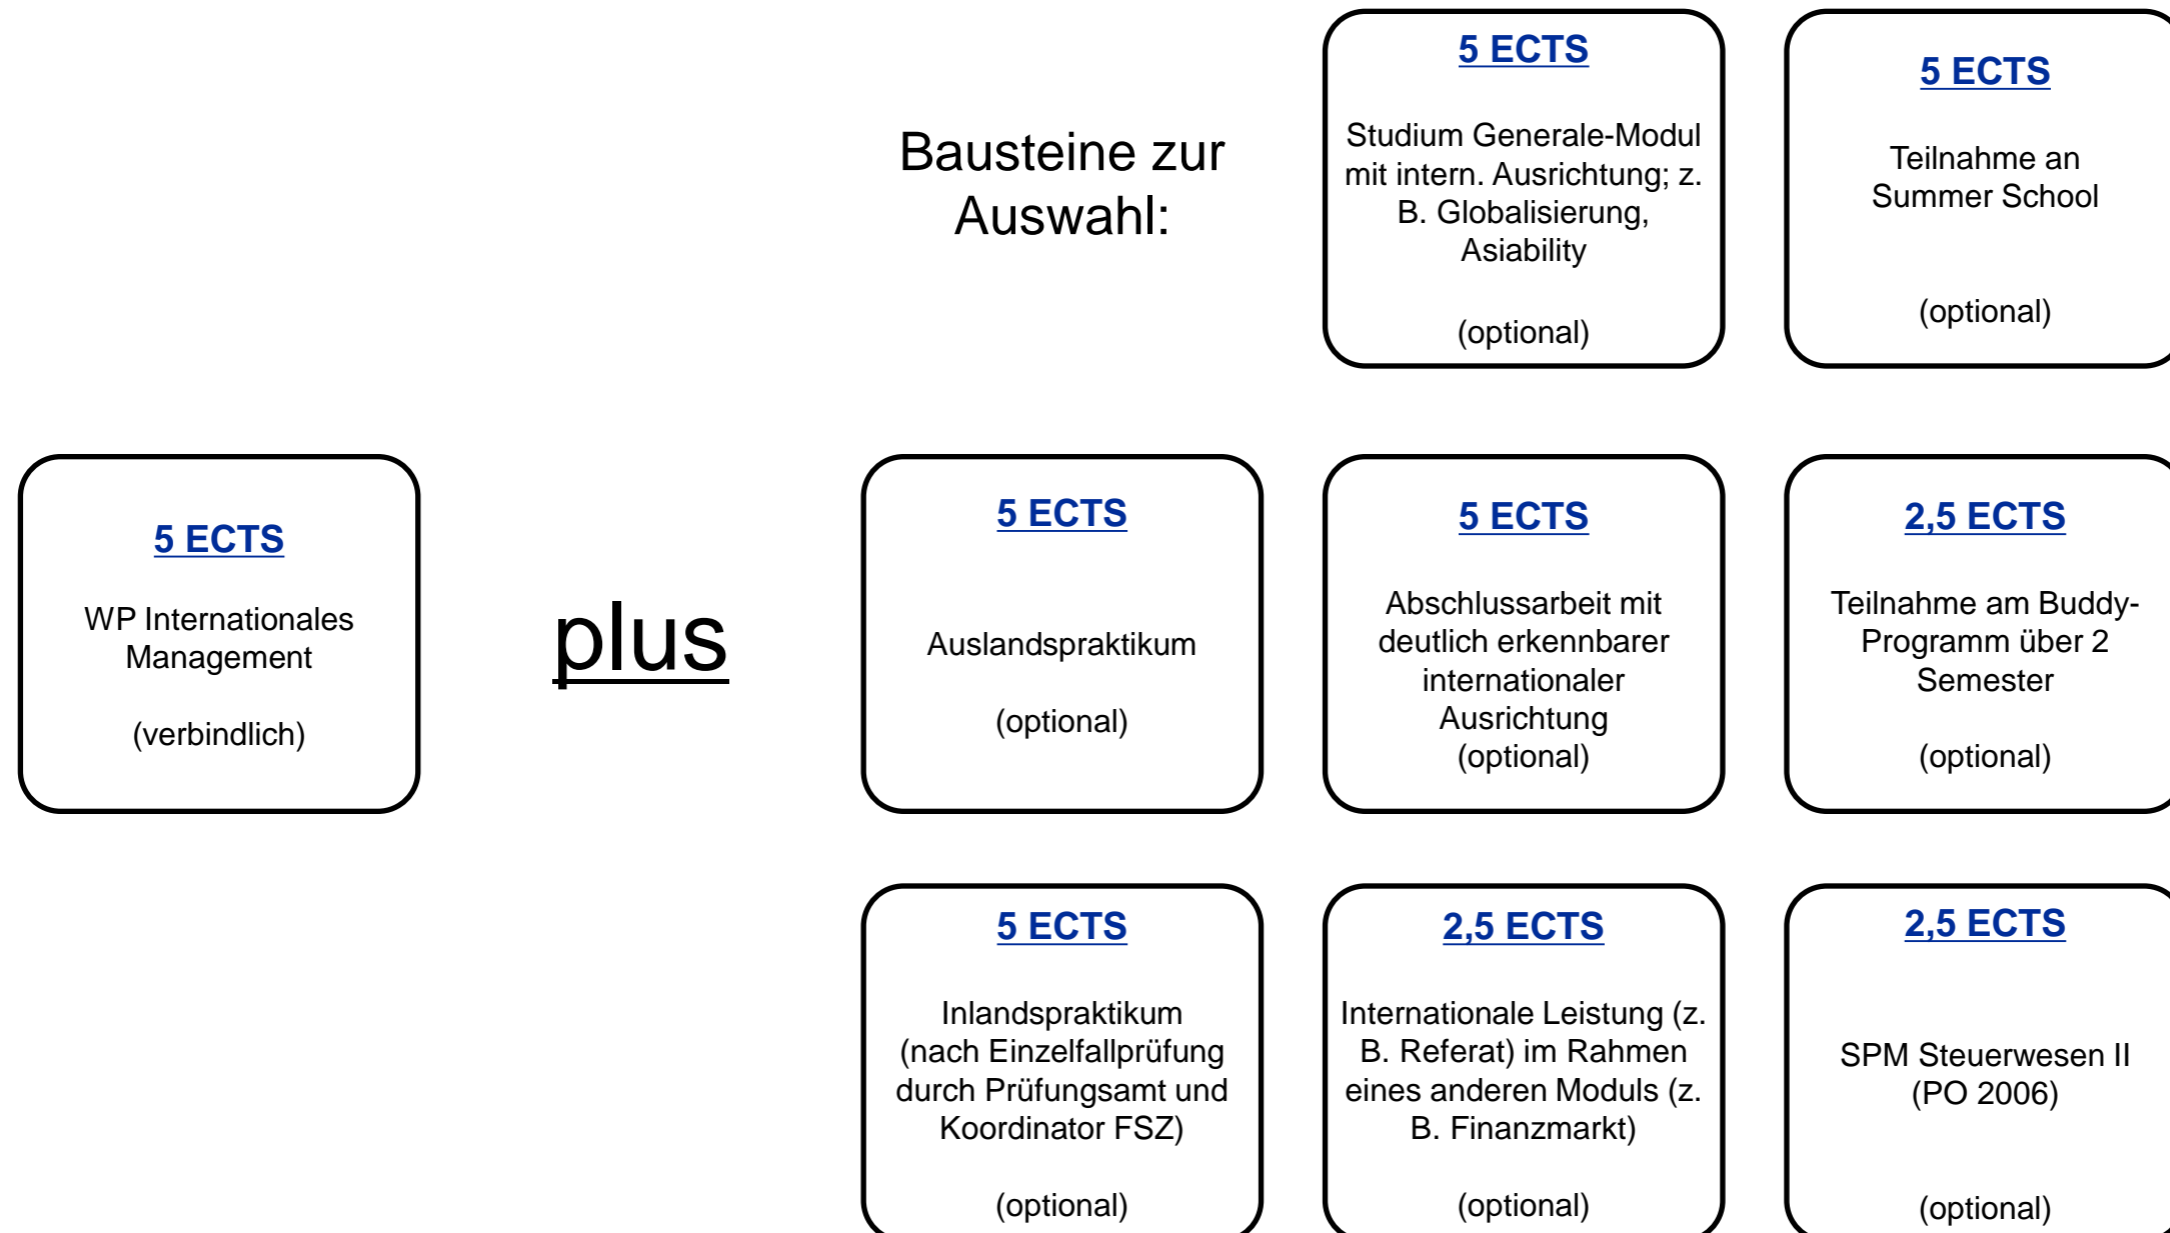 Bausteine zur
Auswahl:
5 ECTS
Studium Generale-Modul
mit intern. Ausrichtung; z.
B. Globalisierung,
Asiability
(optional)
5 ECTS
Teilnahme an
Summer School
(optional)
5 ECTS
WP Internationales
Management
(verbindlich)
plus
5 ECTS
Auslandspraktikum
(optional)
5 ECTS
Abschlussarbeit mit
deutlich erkennbarer
internationaler
Ausrichtung
(optional)
2,5 ECTS
Teilnahme am Buddy-
Programm über 2
Semester
(optional)
5 ECTS
Inlandspraktikum
(nach Einzelfallprüfung
durch Prüfungsamt und
Koordinator FSZ)
(optional)
2,5 ECTS
Internationale Leistung (z.
B. Referat) im Rahmen
eines anderen Moduls (z.
B. Finanzmarkt)
(optional)
2,5 ECTS
SPM Steuerwesen II
(PO 2006)
(optional)